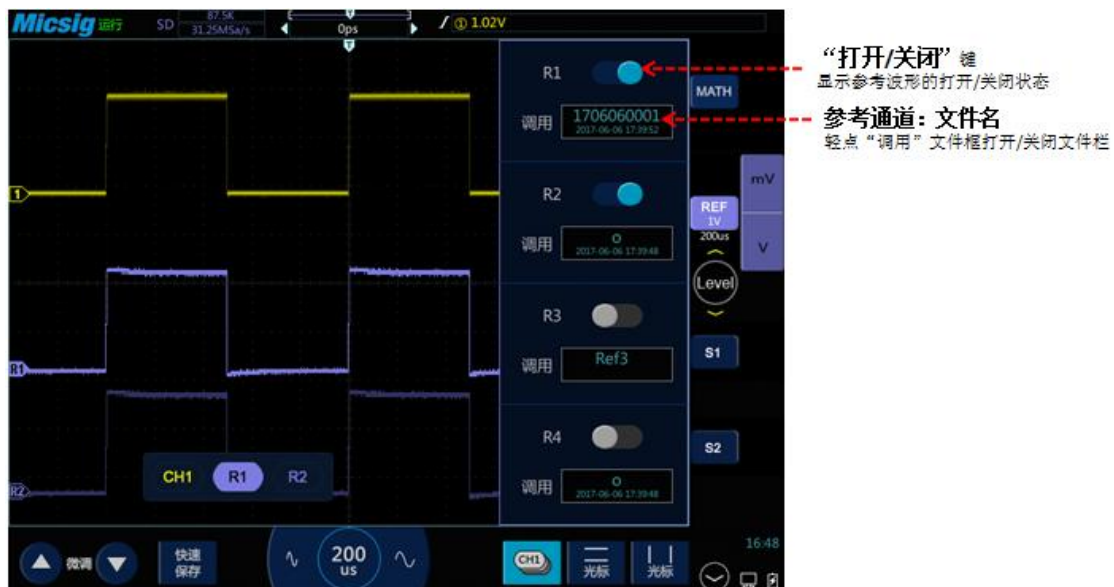 Micsig 运行 SD 87.5K
31.25MSa/s
0ps
T
① 1.02V
R1
调用 1706060001
2017-06-06 17:39:52
R2
调用 o
2017-06-06 17:39:48
R3
调用 Ref3
R4
调用 o
2017-06-06 17:39:48
MATH
mV
REF
1V
200us
V
Level
S1
S2
1
R1
R2
CH1 R1 R2
微调
快速
保存
200
us
CH1
光标
光标
16:48
“打开/关闭” 键
显示参考波形的打开/关闭状态
参考通道：文件名
轻点“调用”文件框打开/关闭文件栏